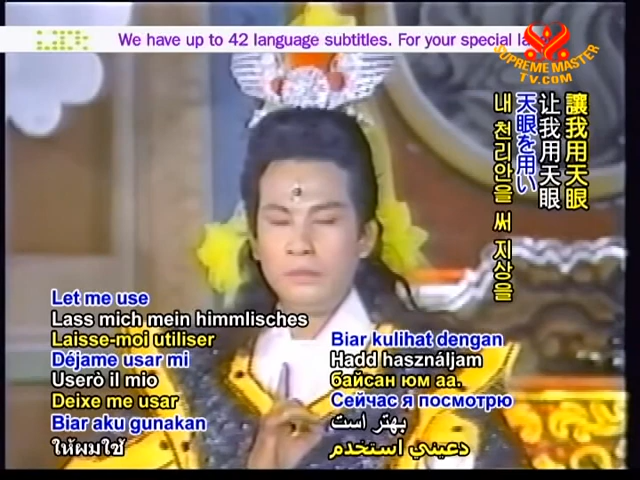 We have up to 42 language subtitles. For your special la
SUPREME MASTER
TV.COM
讓我用天眼
让我用天眼
天眼を用い
내 천리안을 써 지상을
Let me use
Lass mich mein himmlisches
Laisse-moi utiliser
Déjame usar mi
Userò il mio
Deixe me usar
Biar aku gunakan
ให้ผมใช้
Biar kulihat dengan
Hadd használjam
байсан юм аа.
Сейчас я посмотрю
بهتر است
دعيني استخدم